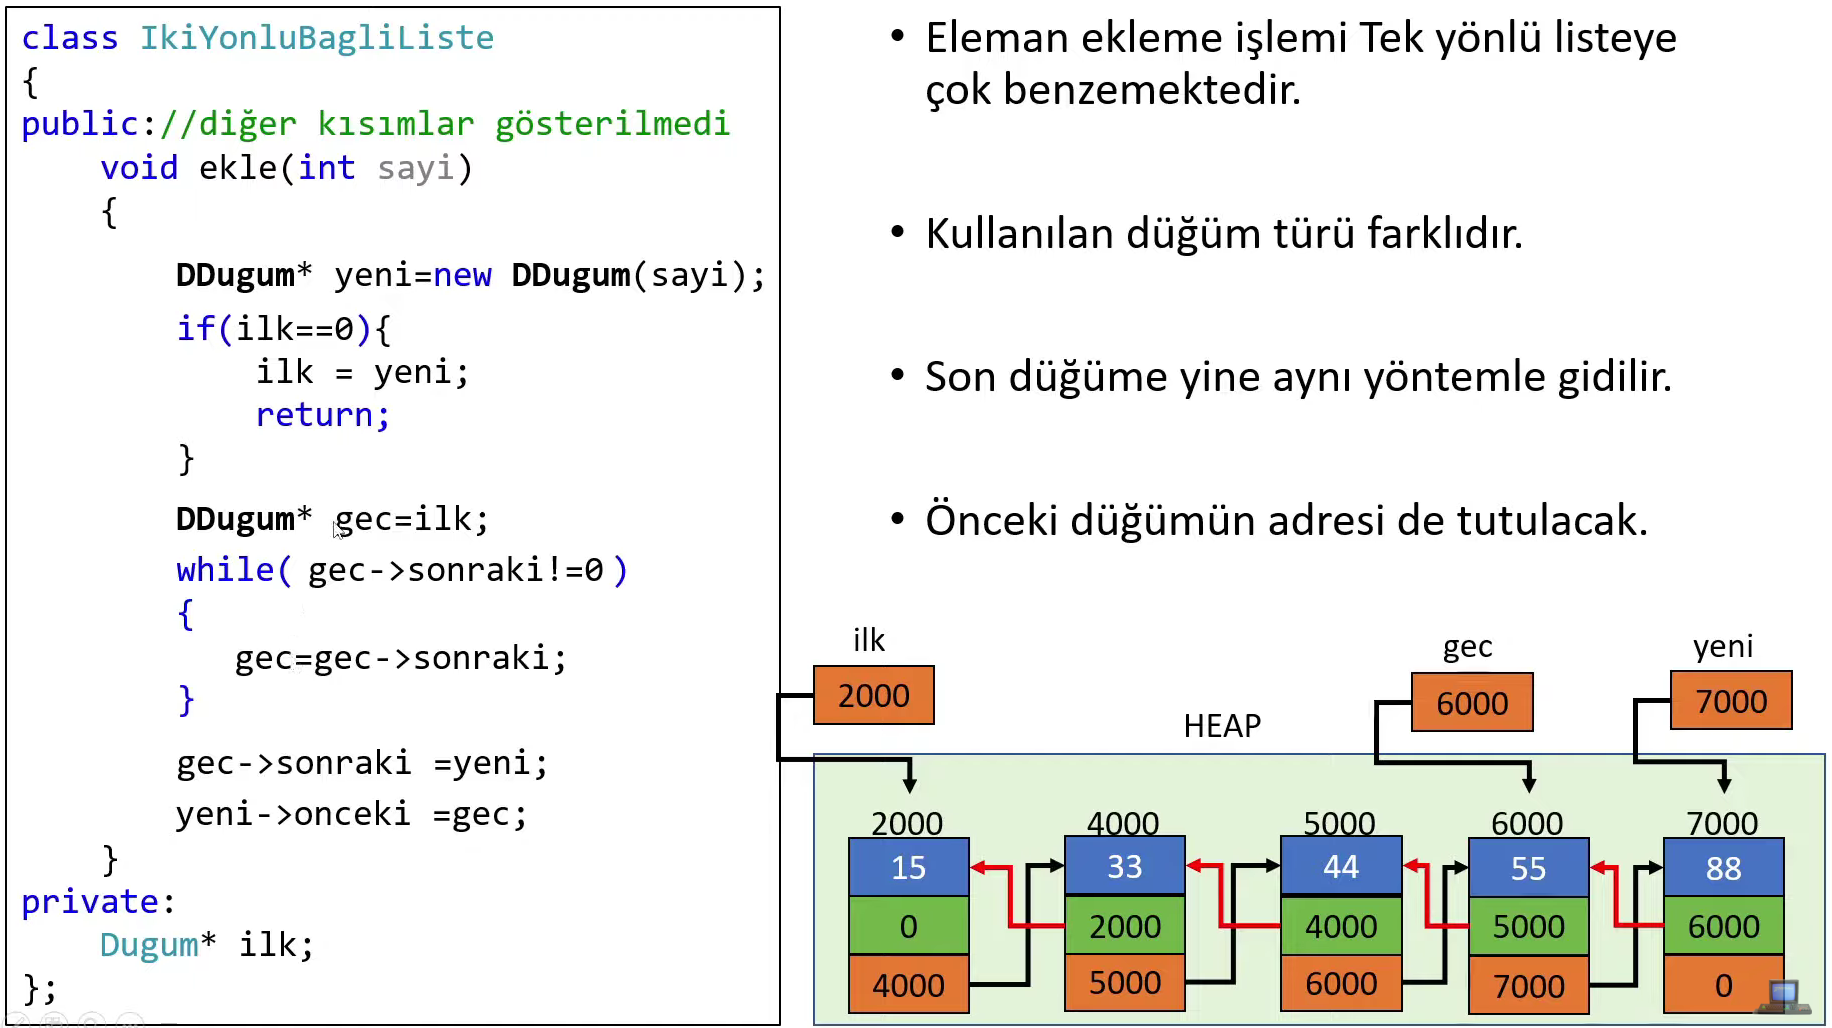 class IkiYonluBagliListe
{
public://diğer kısımlar gösterilmedi
void ekle(int sayi)
{
DDugum* yeni=new DDugum(sayi);
if(ilk==0){
ilk = yeni;
return;
}
DDugum* gec=ilk;
while( gec->sonraki!=0 )
{
gec=gec->sonraki;
}
gec->sonraki =yeni;
yeni->onceki =gec;
}
private:
Dugum* ilk;
};
• Eleman ekleme işlemi Tek yönlü listeye
çok benzemektedir.
• Kullanılan düğüm türü farklıdır.
• Son düğüme yine aynı yöntemle gidilir.
• Önceki düğümün adresi de tutulacak.
ilk gec yeni
2000 6000 7000
HEAP
2000 4000 5000 6000 7000
15 33 44 55 88
0 2000 4000 5000 6000
4000 5000 6000 7000 0